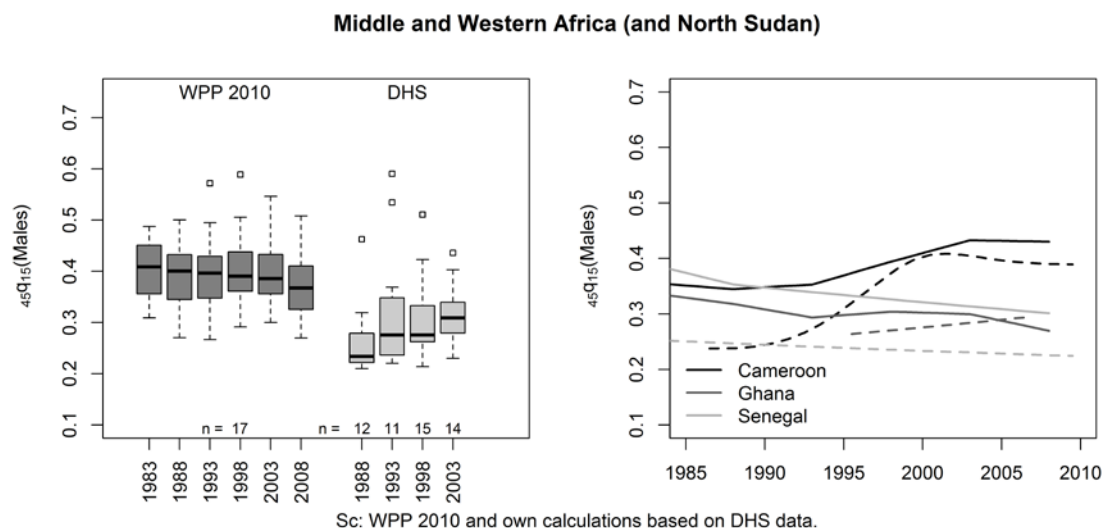 Middle and Western Africa (and North Sudan)
WPP 2010 DHS
45q15(Males)
0.7
0.6
0.5
0.4
0.3
0.2
0.1
n = 17 n = 12 11 15 14
1983 1988 1993 1998 2003 2008 1988 1993 1998 2003
45q15(Males)
0.7
0.6
0.5
0.4
0.3
0.2
0.1
Cameroon
Ghana
Senegal
1985 1990 1995 2000 2005 2010
Sc: WPP 2010 and own calculations based on DHS data.